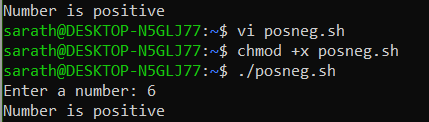 Number is positive
sarath@DESKTOP-N5GLJ77:~$ vi posneg.sh
sarath@DESKTOP-N5GLJ77:~$ chmod +x posneg.sh
sarath@DESKTOP-N5GLJ77:~$ ./posneg.sh
Enter a number: 6
Number is positive